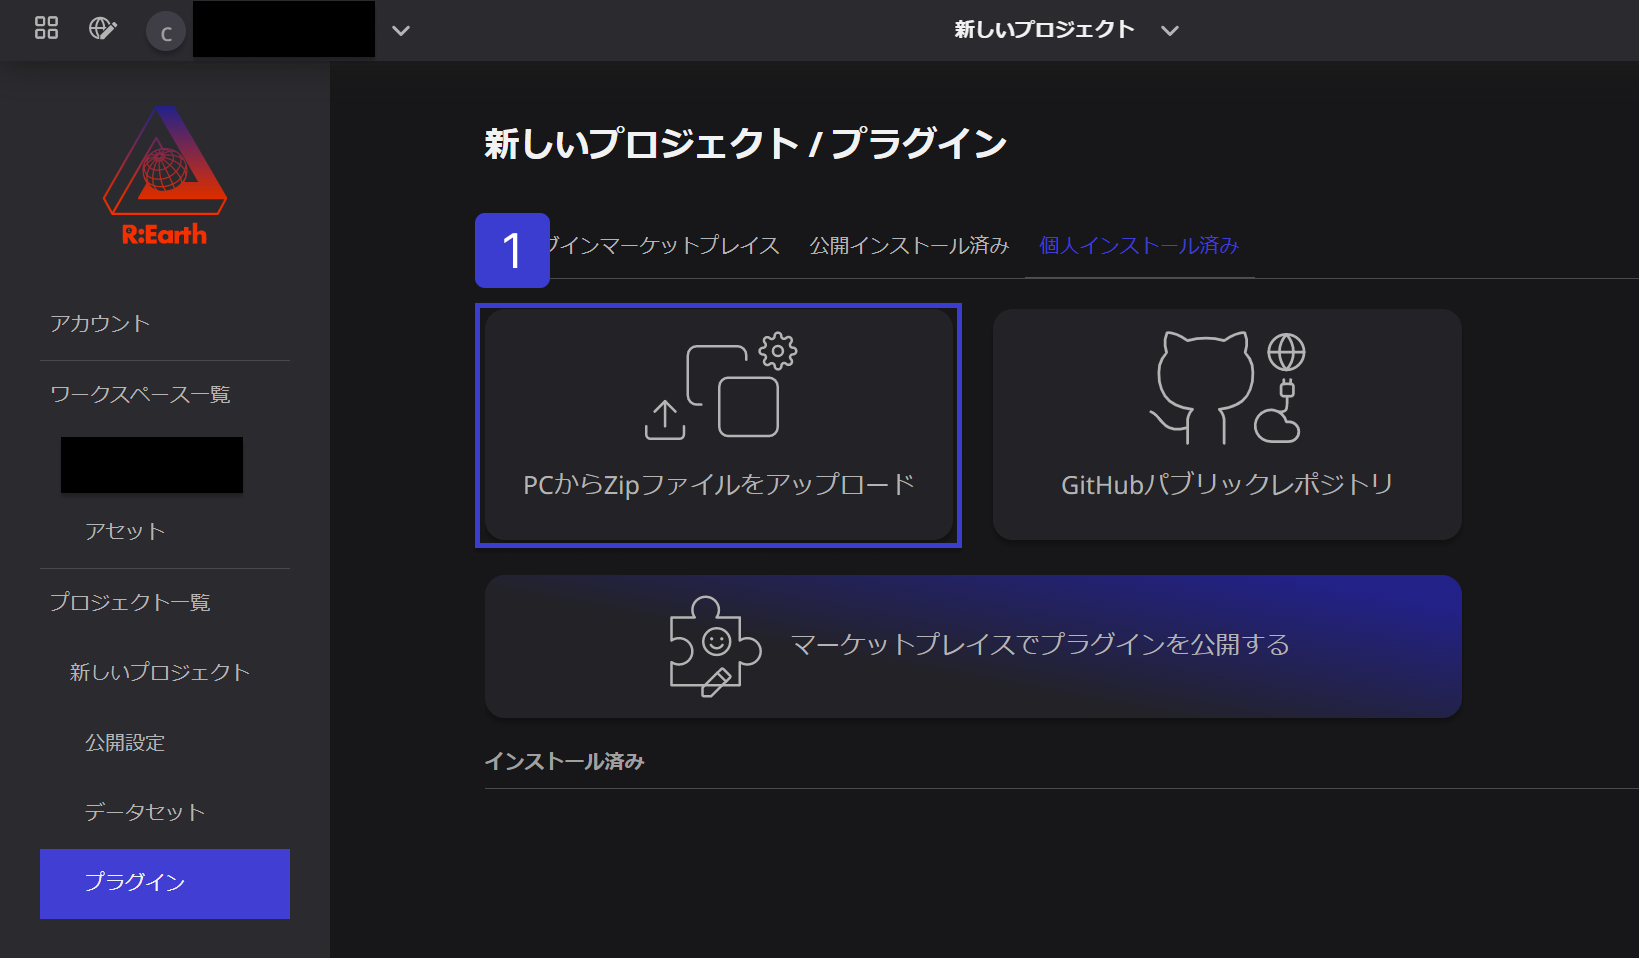 c
新しいプロジェクト
R:Earth
アカウント
ワークスペース一覧
アセット
プロジェクト一覧
新しいプロジェクト
公開設定
データセット
プラグイン
新しいプロジェクト / プラグイン
1
グインマーケットプレイス 公開インストール済み 個人インストール済み
PCからZipファイルをアップロード
GitHubパブリックレポジトリ
マーケットプレイスでプラグインを公開する
インストール済み